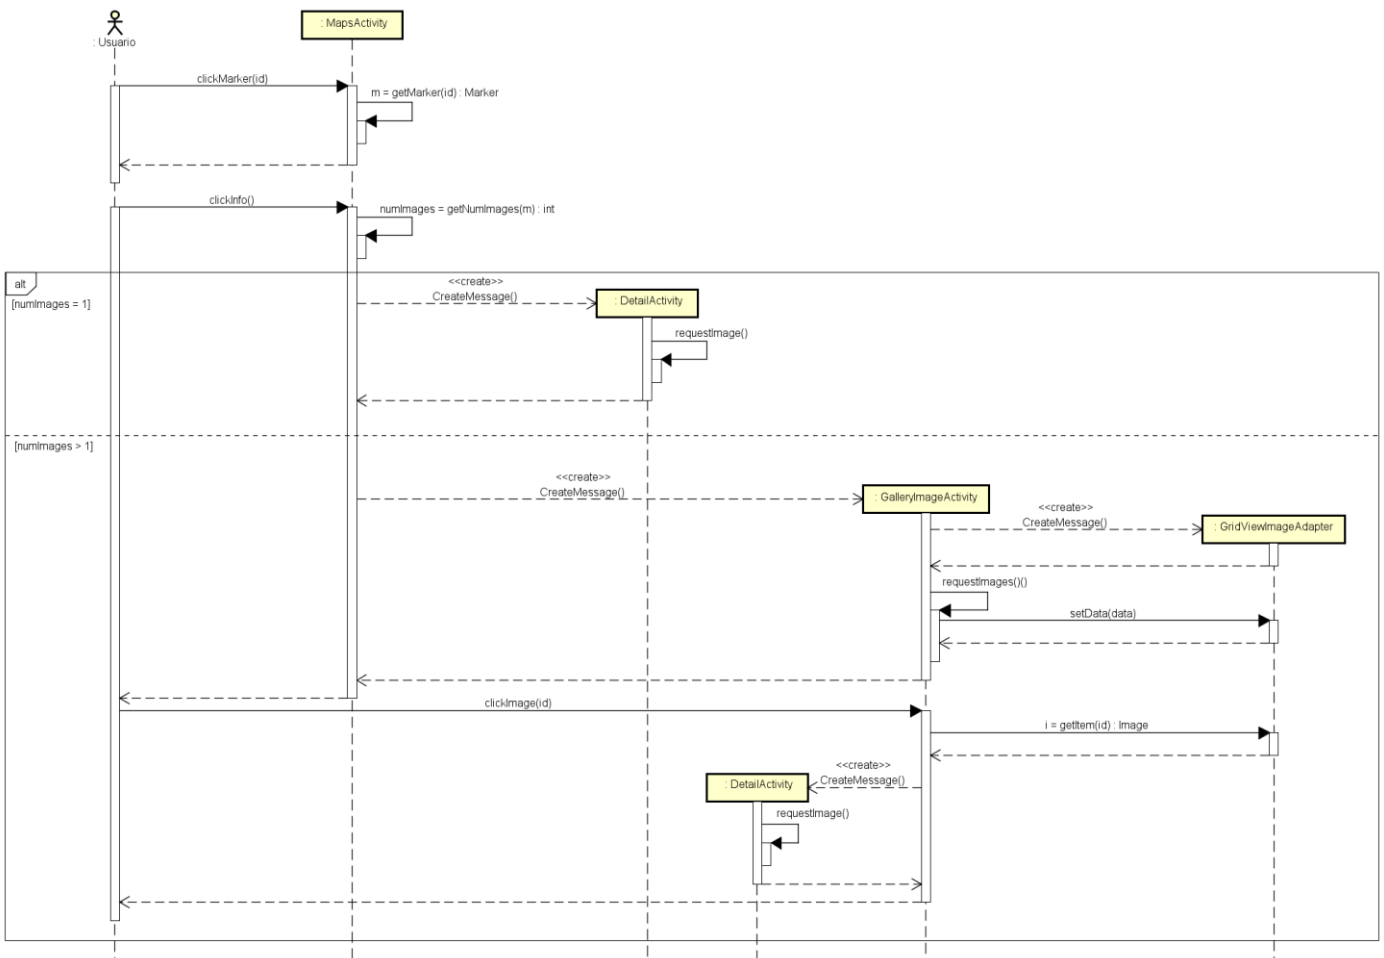 : Usuario
: MapsActivity
clickMarker(id)
m = getMarker(id) : Marker
clickInfo()
numImages = getNumImages(m) : int
alt
[numImages = 1]
<<create>>
CreateMessage()
: DetailActivity
requestImage()
[numImages > 1]
<<create>>
CreateMessage()
: GalleryImageActivity
<<create>>
CreateMessage()
: GridViewImageAdapter
requestImages()()
setData(data)
clickImage(id)
i = getItem(id) : Image
<<create>>
CreateMessage()
: DetailActivity
requestImage()